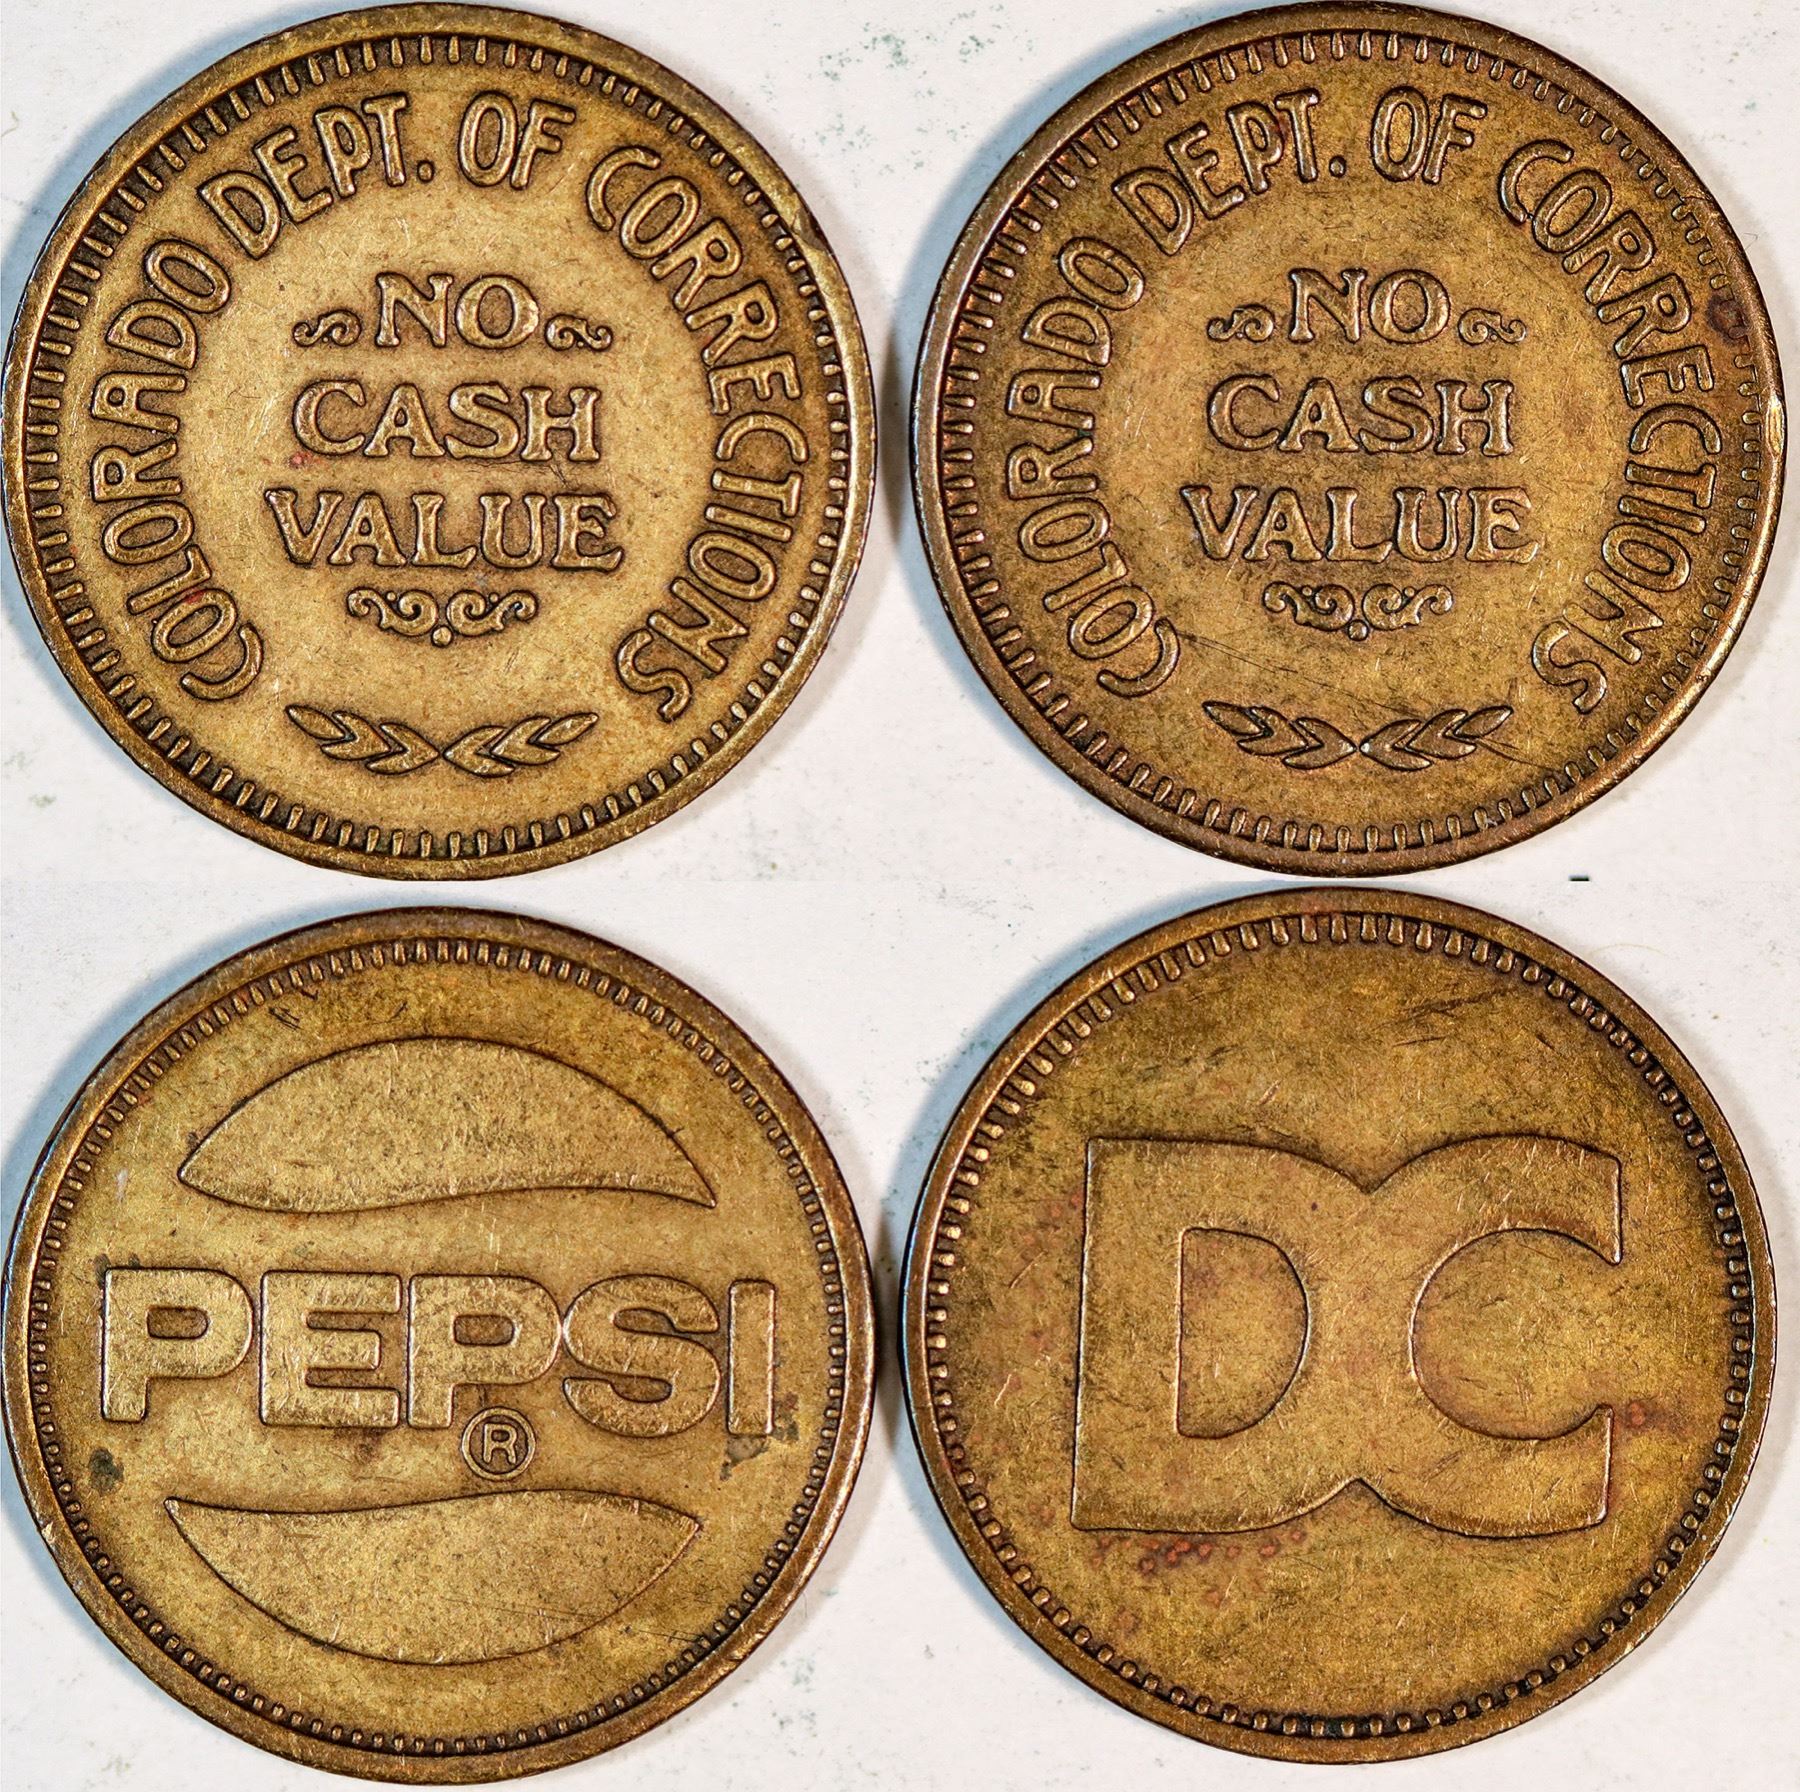 COLORADO DEPT. OF CORRECTIONS
NO
CASH
VALUE
COLORADO DEPT. OF CORRECTIONS
NO
CASH
VALUE
PEPSI
®
DC